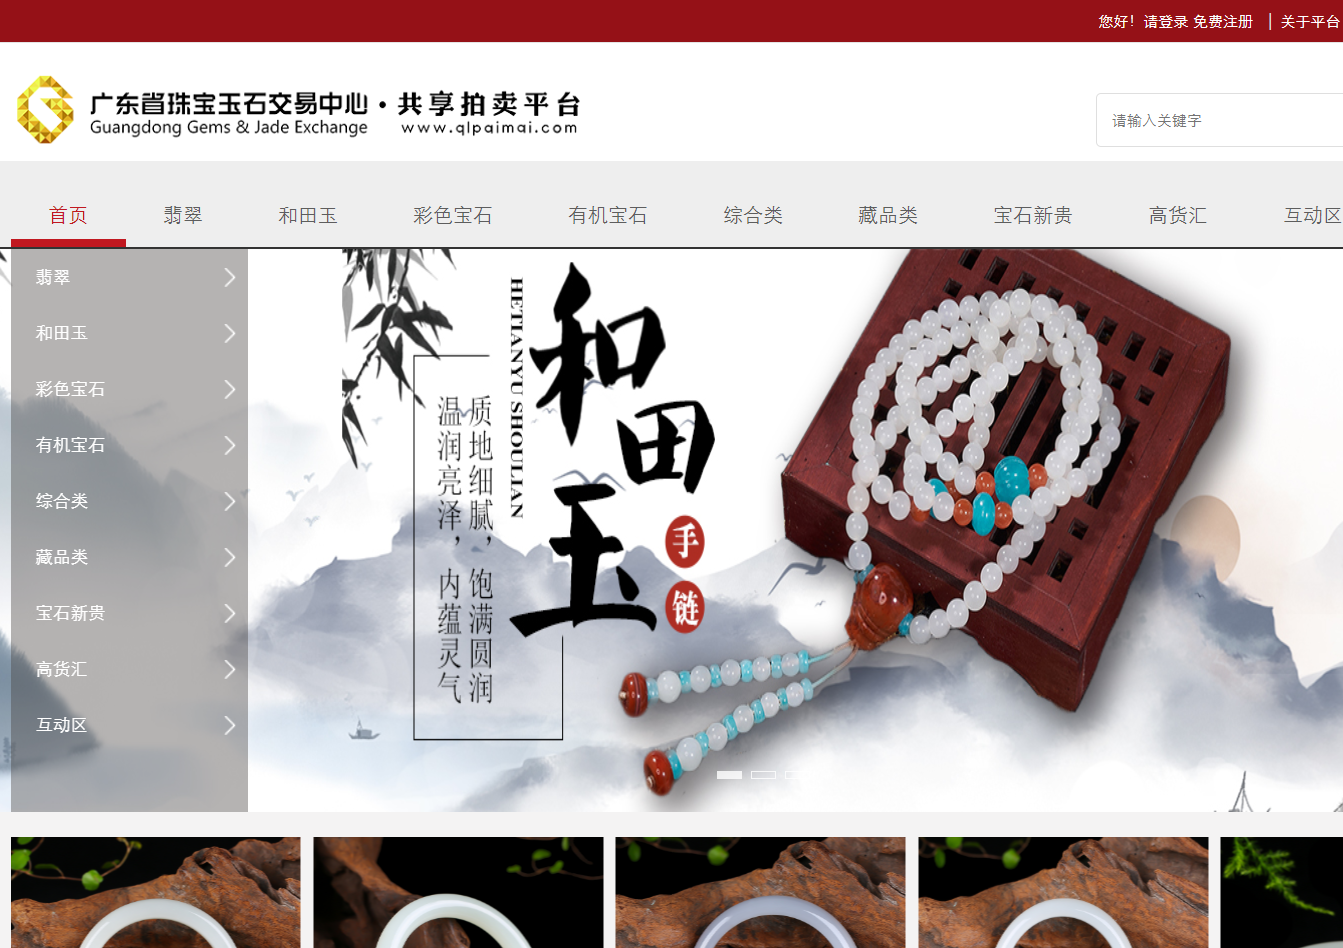 您好！请登录 免费注册 | 关于平台
广东省珠宝玉石交易中心·共享拍卖平台
Guangdong Gems & Jade Exchange www.qlpaimai.com
请输入关键字
首页 翡翠 和田玉 彩色宝石 有机宝石 综合类 藏品类 宝石新贵 高货汇 互动区
翡翠
和田玉
彩色宝石
有机宝石
综合类
藏品类
宝石新贵
高货汇
互动区
和田玉
HETIANYU SHOULIAN
手链
质地细腻，饱满圆润
温润亮泽，内蕴灵气